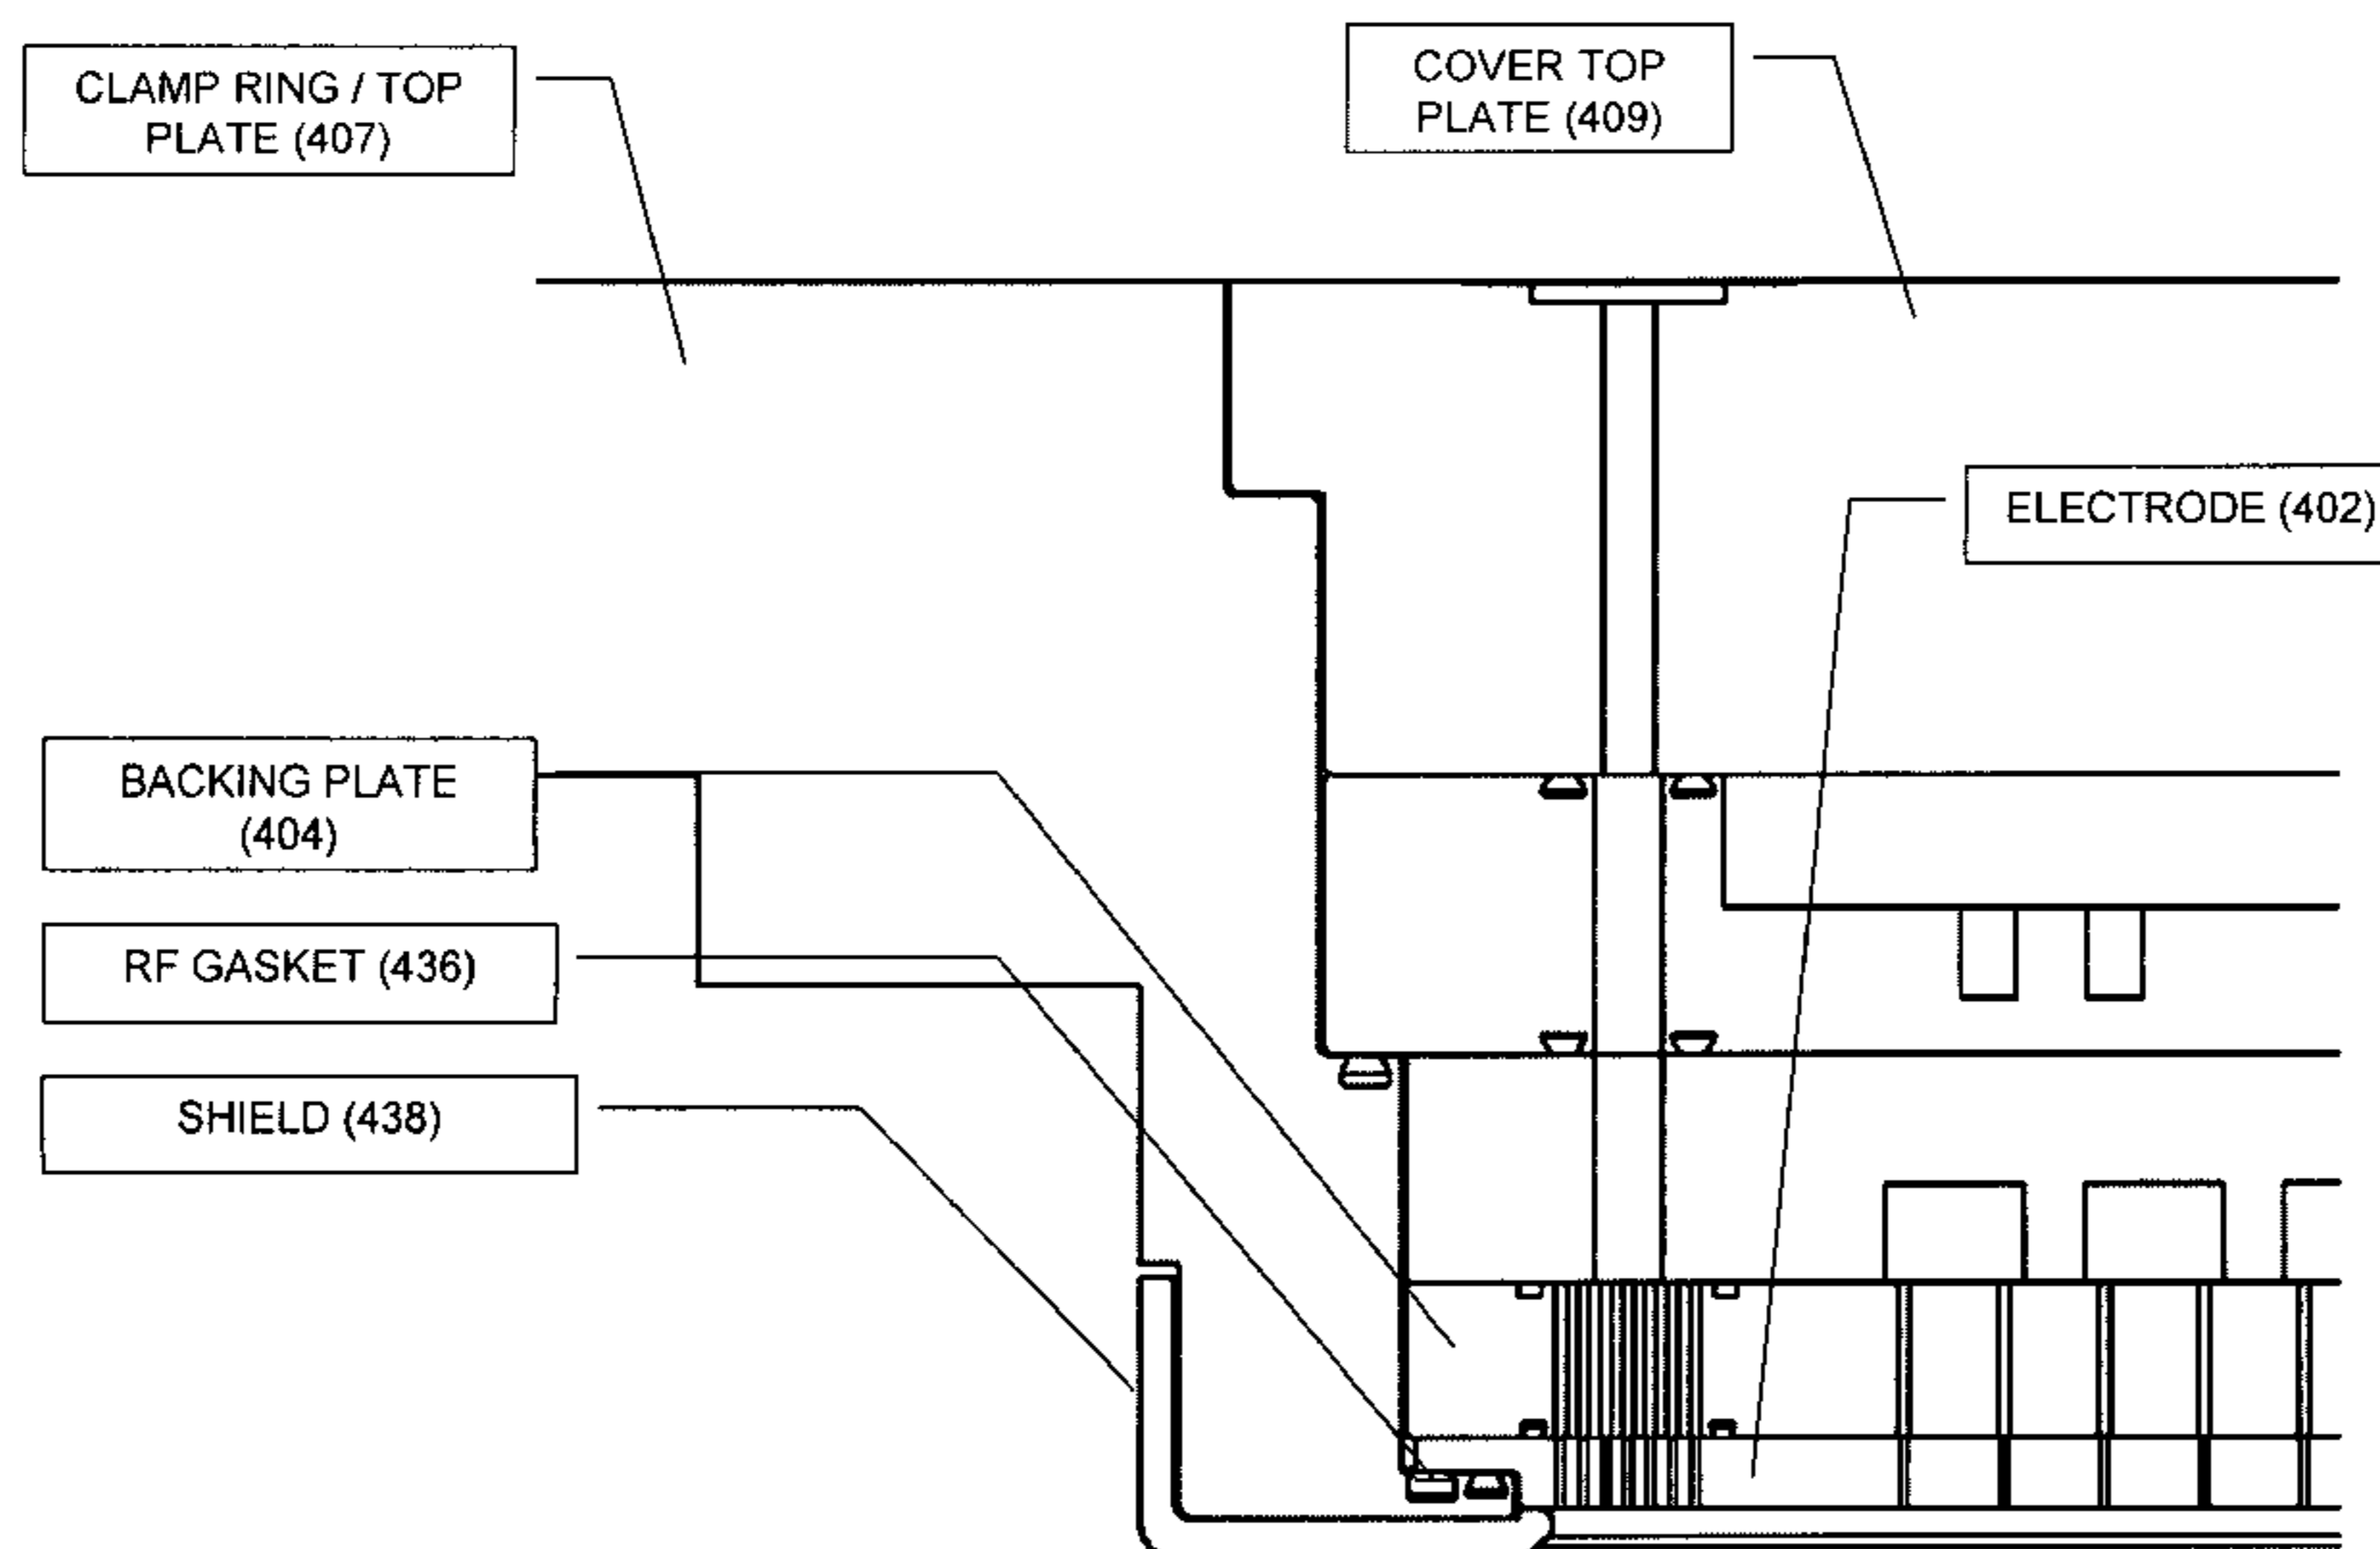 CLAMP RING / TOP
PLATE (407)
COVER TOP
PLATE (409)
ELECTRODE (402)
BACKING PLATE
(404)
RF GASKET (436)
SHIELD (438)